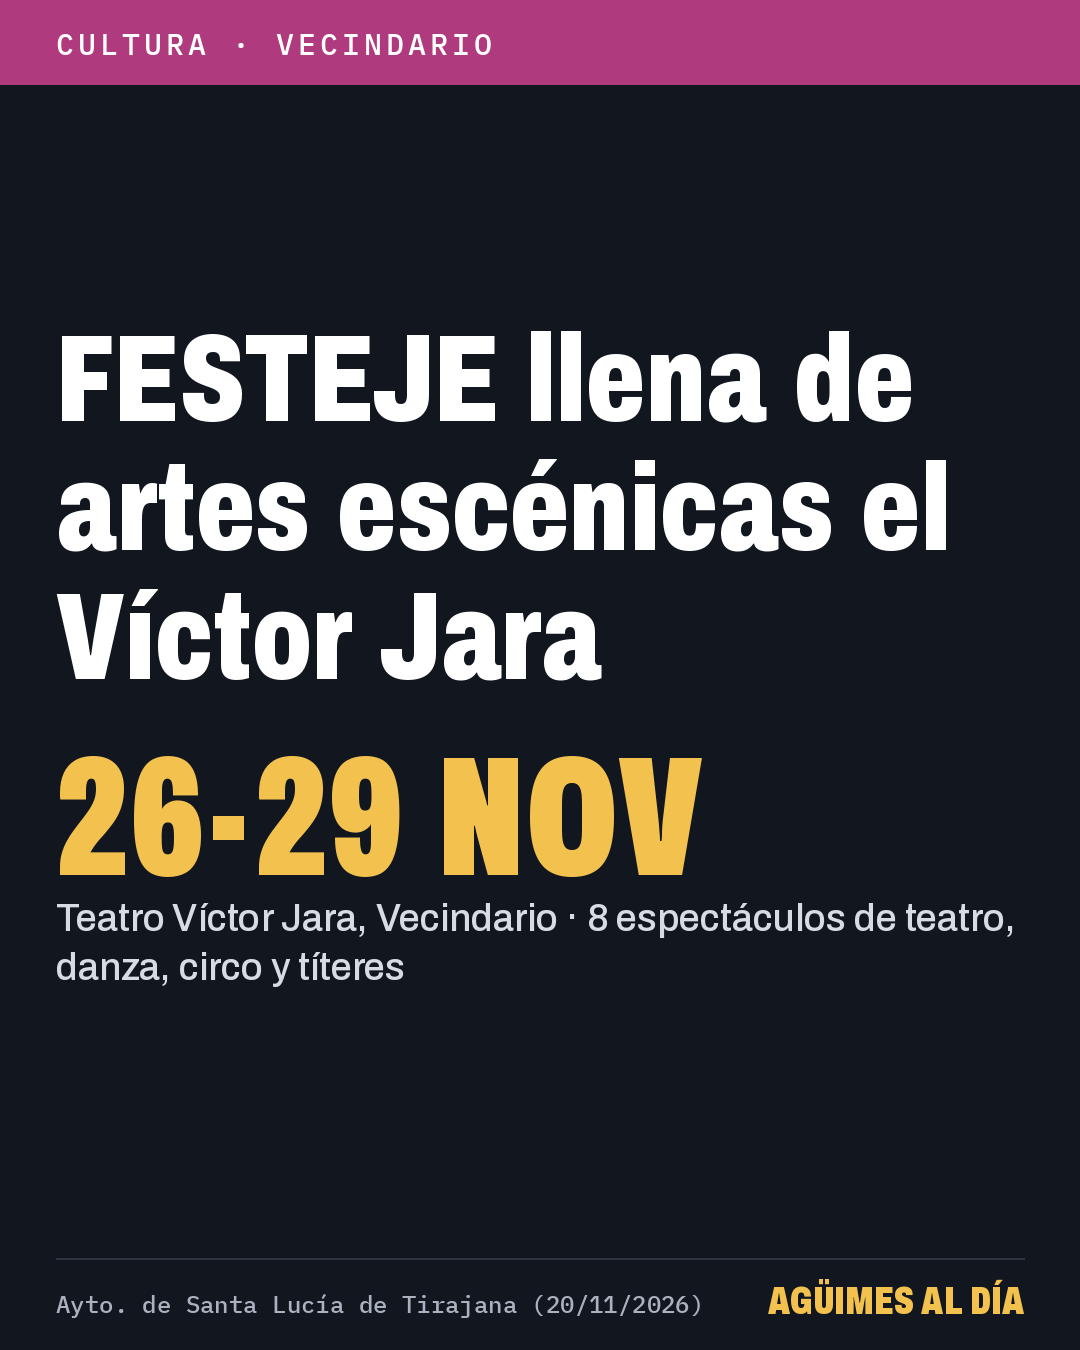 CULTURA · VECINDARIO
FESTEJE llena de
artes escénicas el
Víctor Jara
26-29 NOV
Teatro Víctor Jara, Vecindario · 8 espectáculos de teatro,
danza, circo y títeres
Ayto. de Santa Lucía de Tirajana (20/11/2026)
AGÜIMES AL DÍA